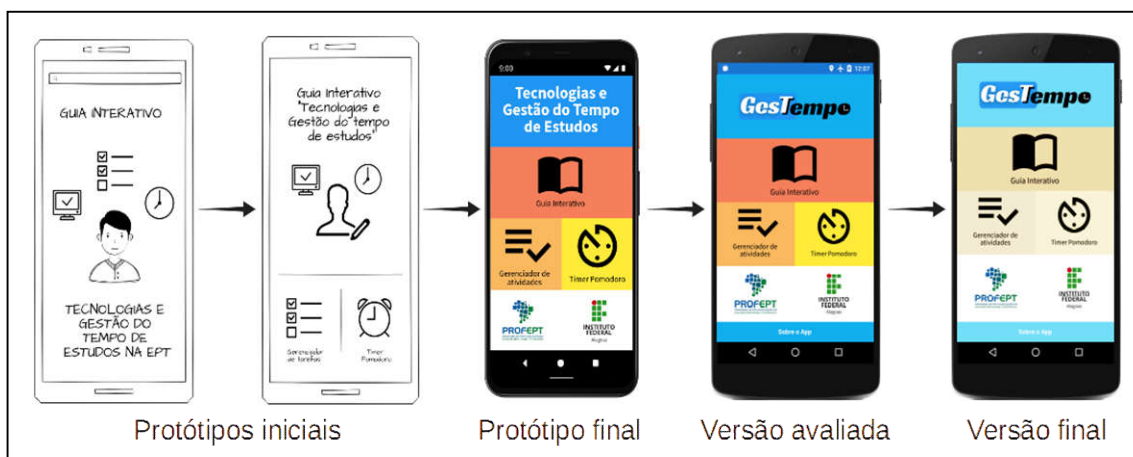 GUIA INTERATIVO
TECNOLOGIAS E
GESTÃO DO
TEMPO DE
ESTUDOS NA EPT
Guia Interativo
"Tecnologias e
Gestão do tempo
de estudos"
Gerenciador
de tarefas
Timer
Pomodoro
9:00
Tecnologias e
Gestão do Tempo
de Estudos
Guia Interativo
Gerenciador de
atividades
Timer Pomodoro
PROFEPT
INSTITUTO
FEDERAL
Alagoas
GesTempo
Guia Interativo
Gerenciador de
atividades
Timer Pomodoro
PROFEPT
INSTITUTO
FEDERAL
Alagoas
Sobre o App
GesTempo
Guia Interativo
Gerenciador de
atividades
Timer Pomodoro
PROFEPT
INSTITUTO
FEDERAL
Alagoas
Sobre o App
Protótipos iniciais
Protótipo final
Versão avaliada
Versão final